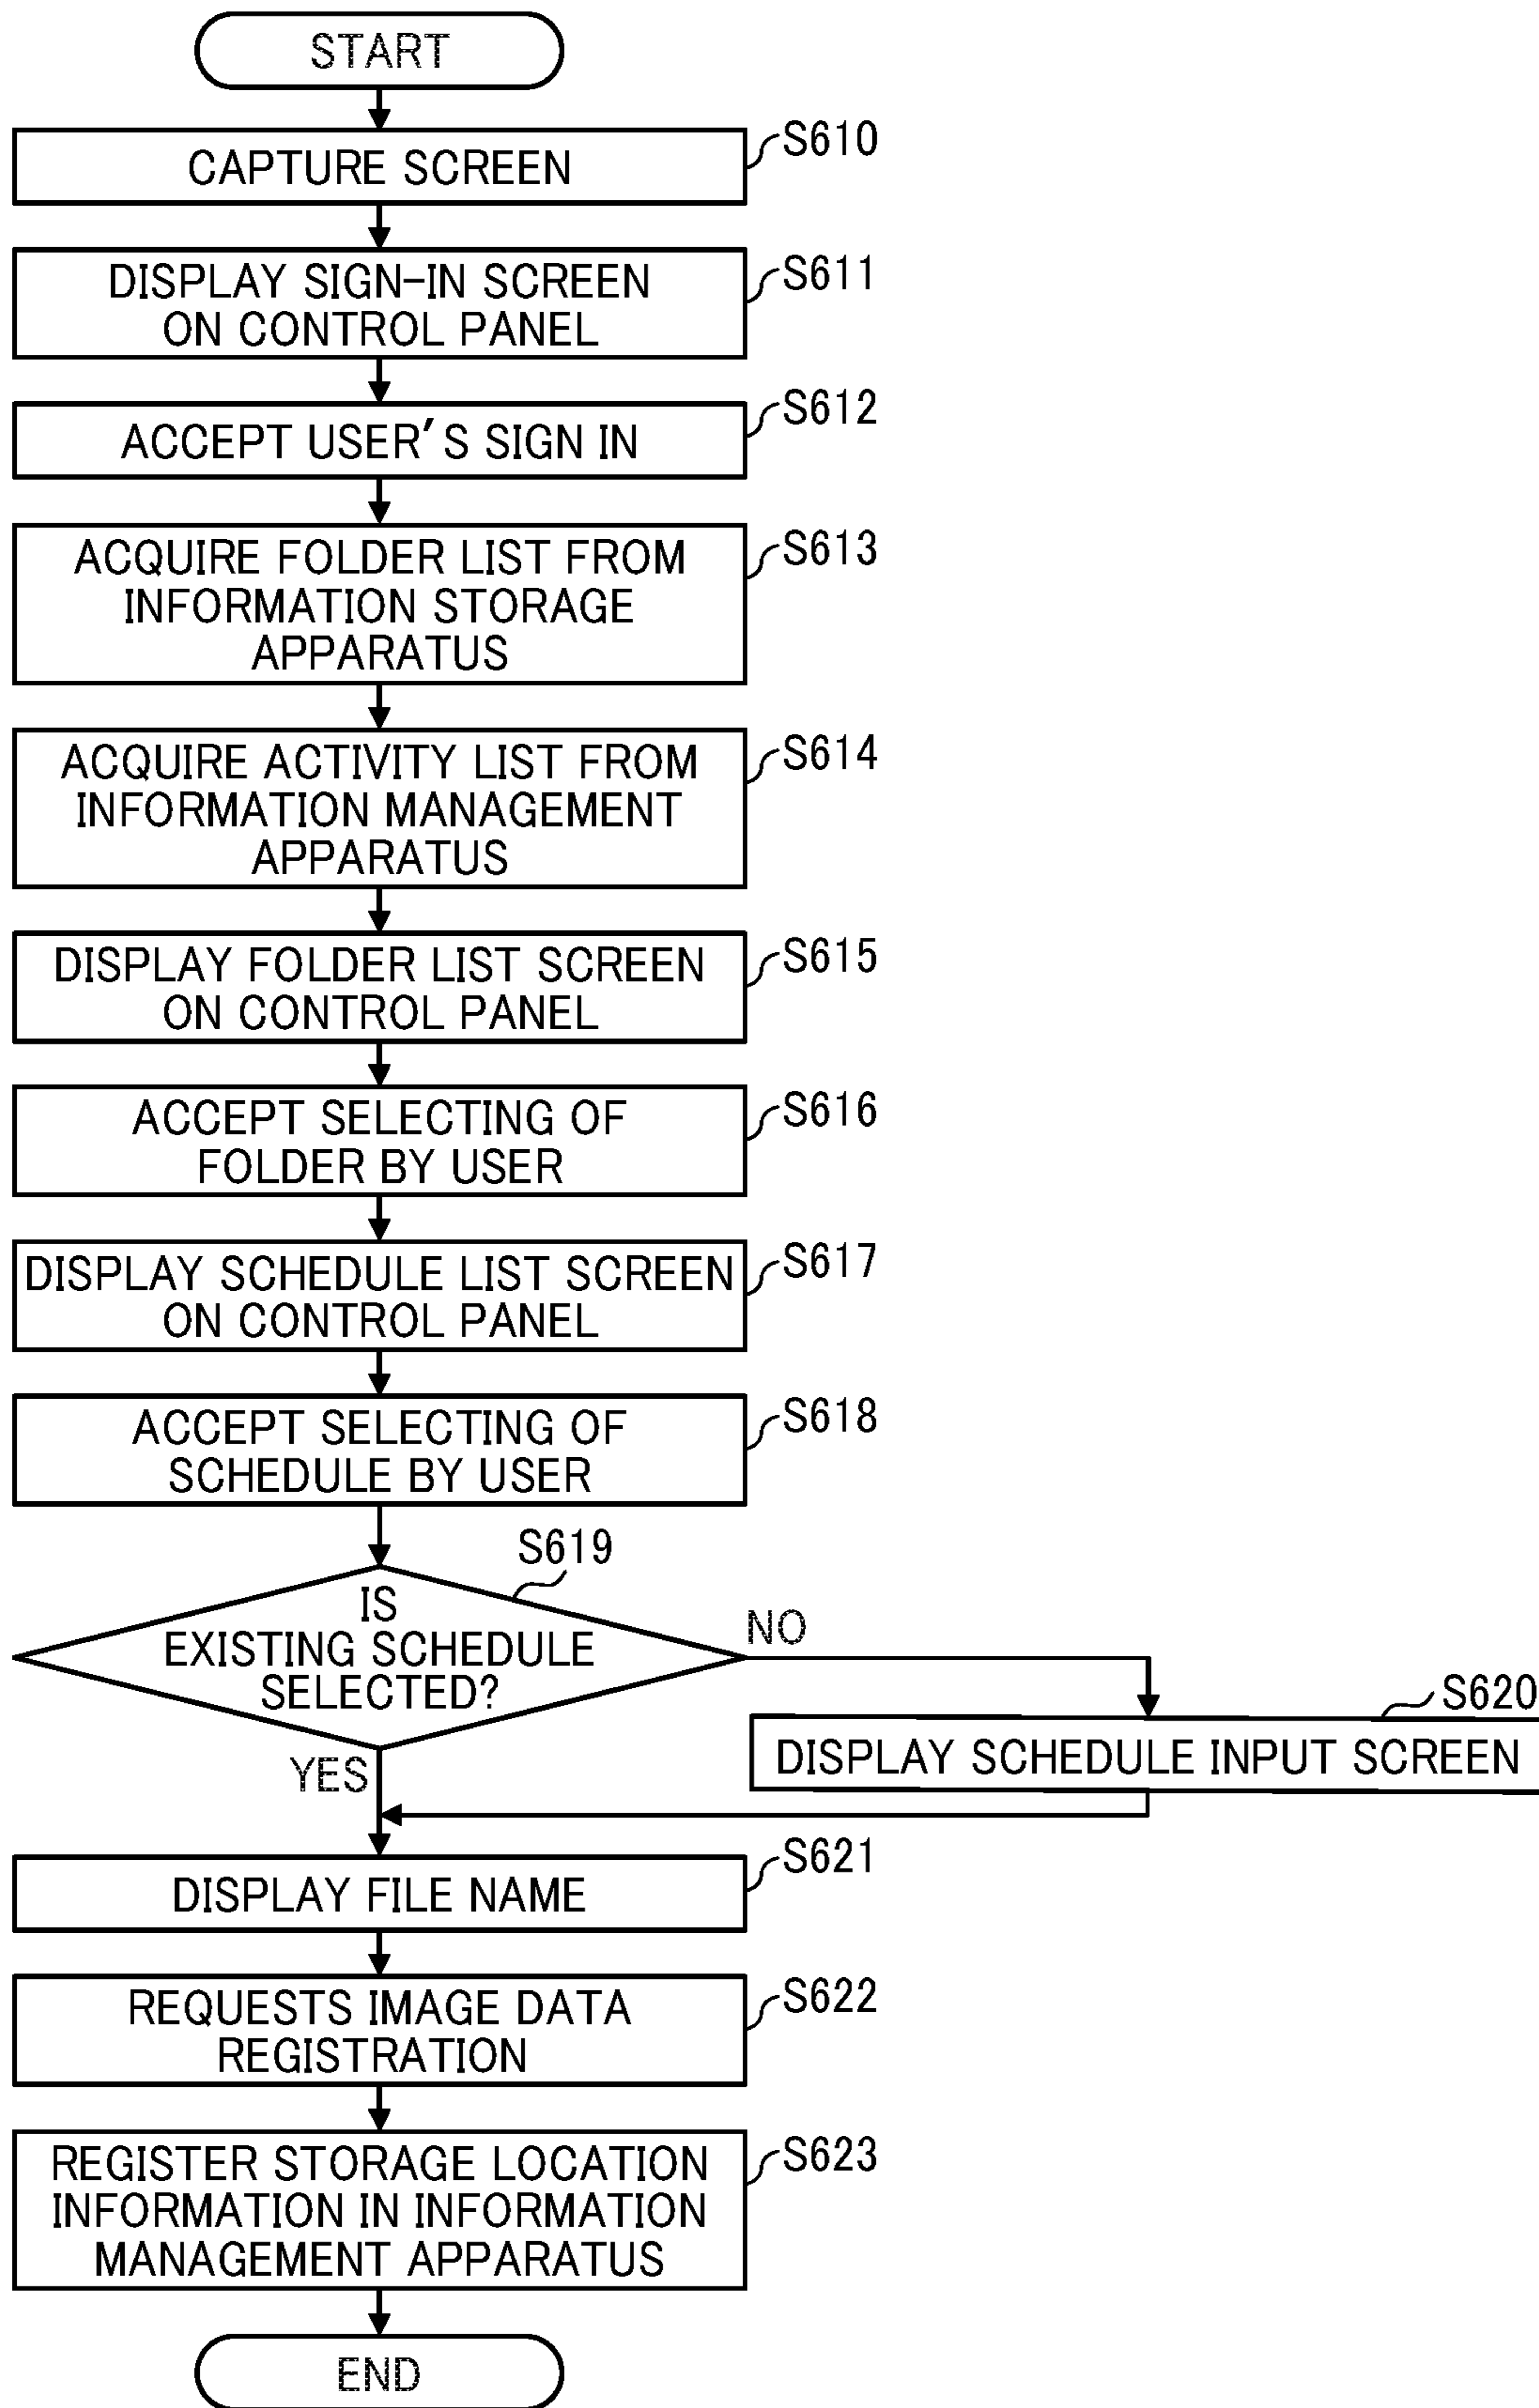 START
CAPTURE SCREEN
S610
DISPLAY SIGN-IN SCREEN
ON CONTROL PANEL
S611
ACCEPT USER'S SIGN IN
S612
ACQUIRE FOLDER LIST FROM
INFORMATION STORAGE
APPARATUS
S613
ACQUIRE ACTIVITY LIST FROM
INFORMATION MANAGEMENT
APPARATUS
S614
DISPLAY FOLDER LIST SCREEN
ON CONTROL PANEL
S615
ACCEPT SELECTING OF
FOLDER BY USER
S616
DISPLAY SCHEDULE LIST SCREEN
ON CONTROL PANEL
S617
ACCEPT SELECTING OF
SCHEDULE BY USER
S618
S619
IS
EXISTING SCHEDULE
SELECTED?
NO
YES
S620
DISPLAY SCHEDULE INPUT SCREEN
DISPLAY FILE NAME
S621
REQUESTS IMAGE DATA
REGISTRATION
S622
REGISTER STORAGE LOCATION
INFORMATION IN INFORMATION
MANAGEMENT APPARATUS
S623
END